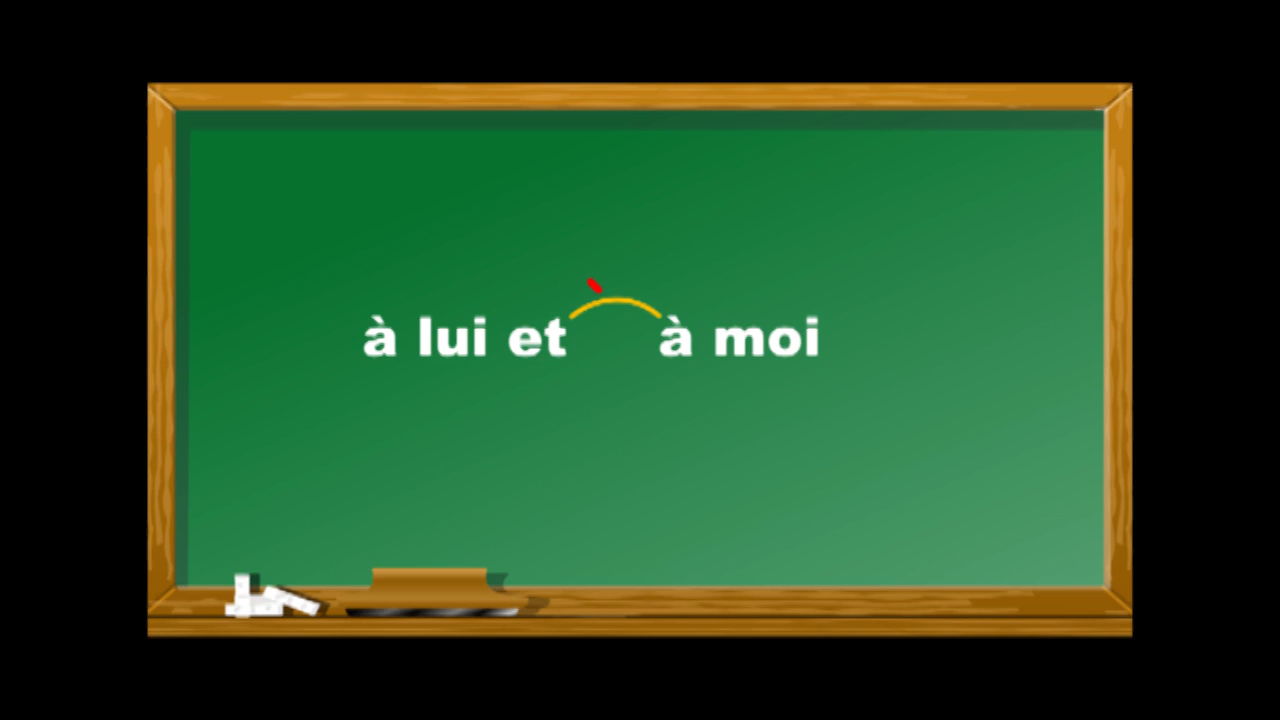 à lui et à moi